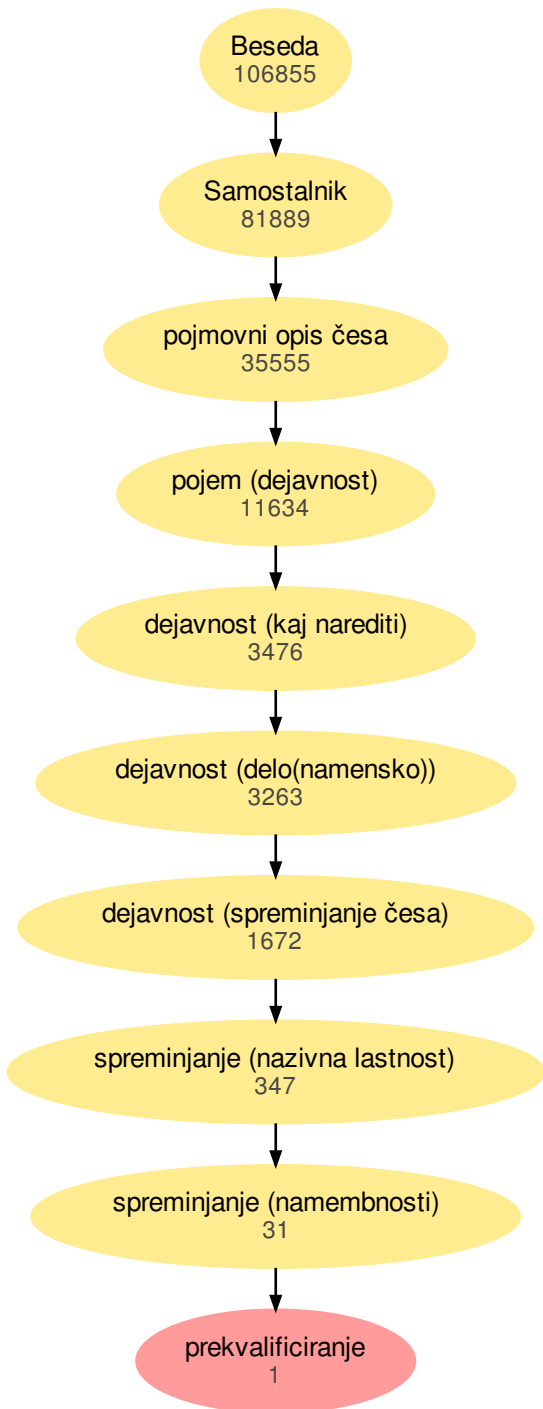 Beseda
106855
Samostalnik
81889
pojmovni opis česa
35555
pojem (dejavnost)
11634
dejavnost (kaj narediti)
3476
dejavnost (delo(namensko))
3263
dejavnost (spreminjanje česa)
1672
spreminjanje (nazivna lastnost)
347
spreminjanje (namembnosti)
31
prekvalificiranje
1